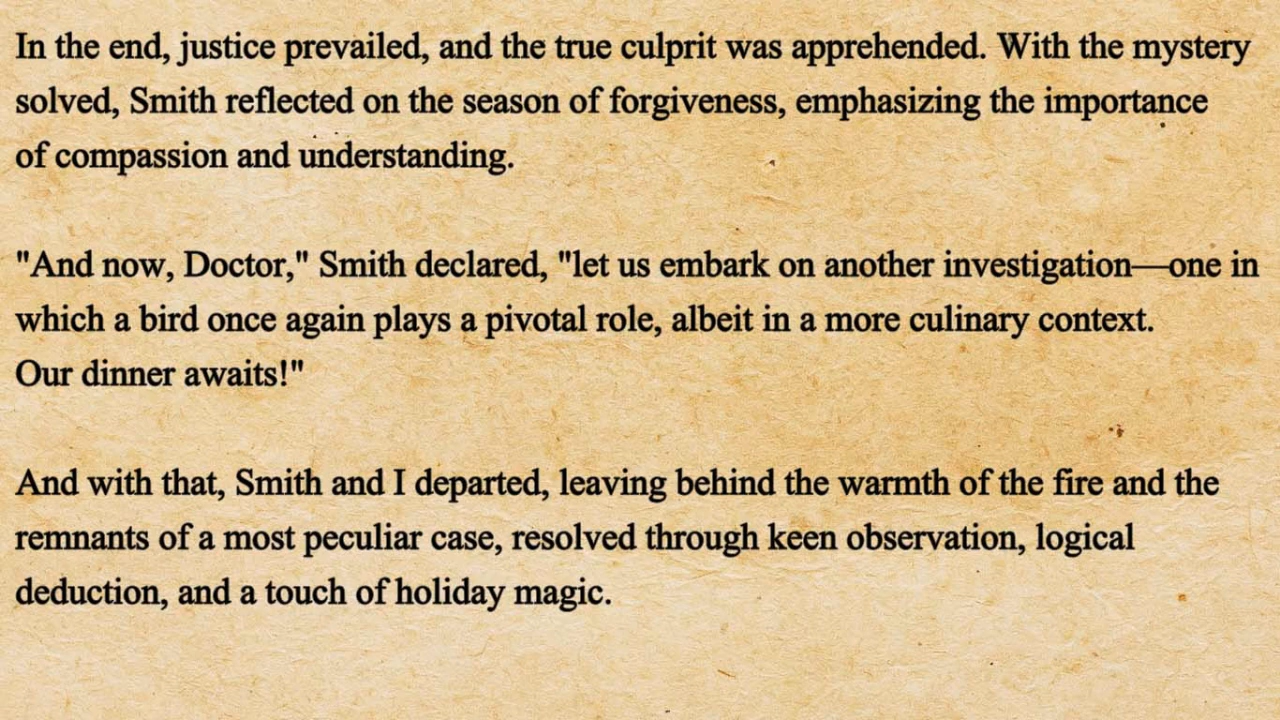 In the end, justice prevailed, and the true culprit was apprehended. With the mystery
solved, Smith reflected on the season of forgiveness, emphasizing the importance
of compassion and understanding.
"And now, Doctor," Smith declared, "let us embark on another investigation—one in
which a bird once again plays a pivotal role, albeit in a more culinary context.
Our dinner awaits!"
And with that, Smith and I departed, leaving behind the warmth of the fire and the
remnants of a most peculiar case, resolved through keen observation, logical
deduction, and a touch of holiday magic.